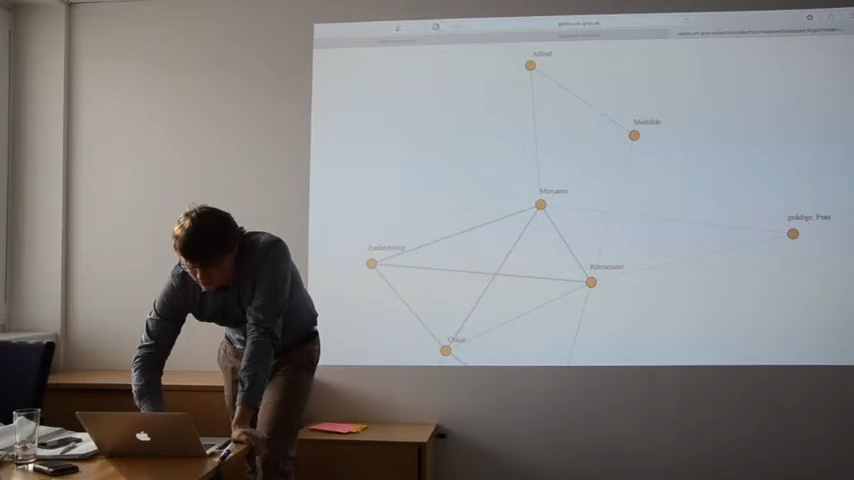 Alfred
Mathilde
Marianne
gnädige_Frau
Zauberkönig
Rittmeister
Oskar